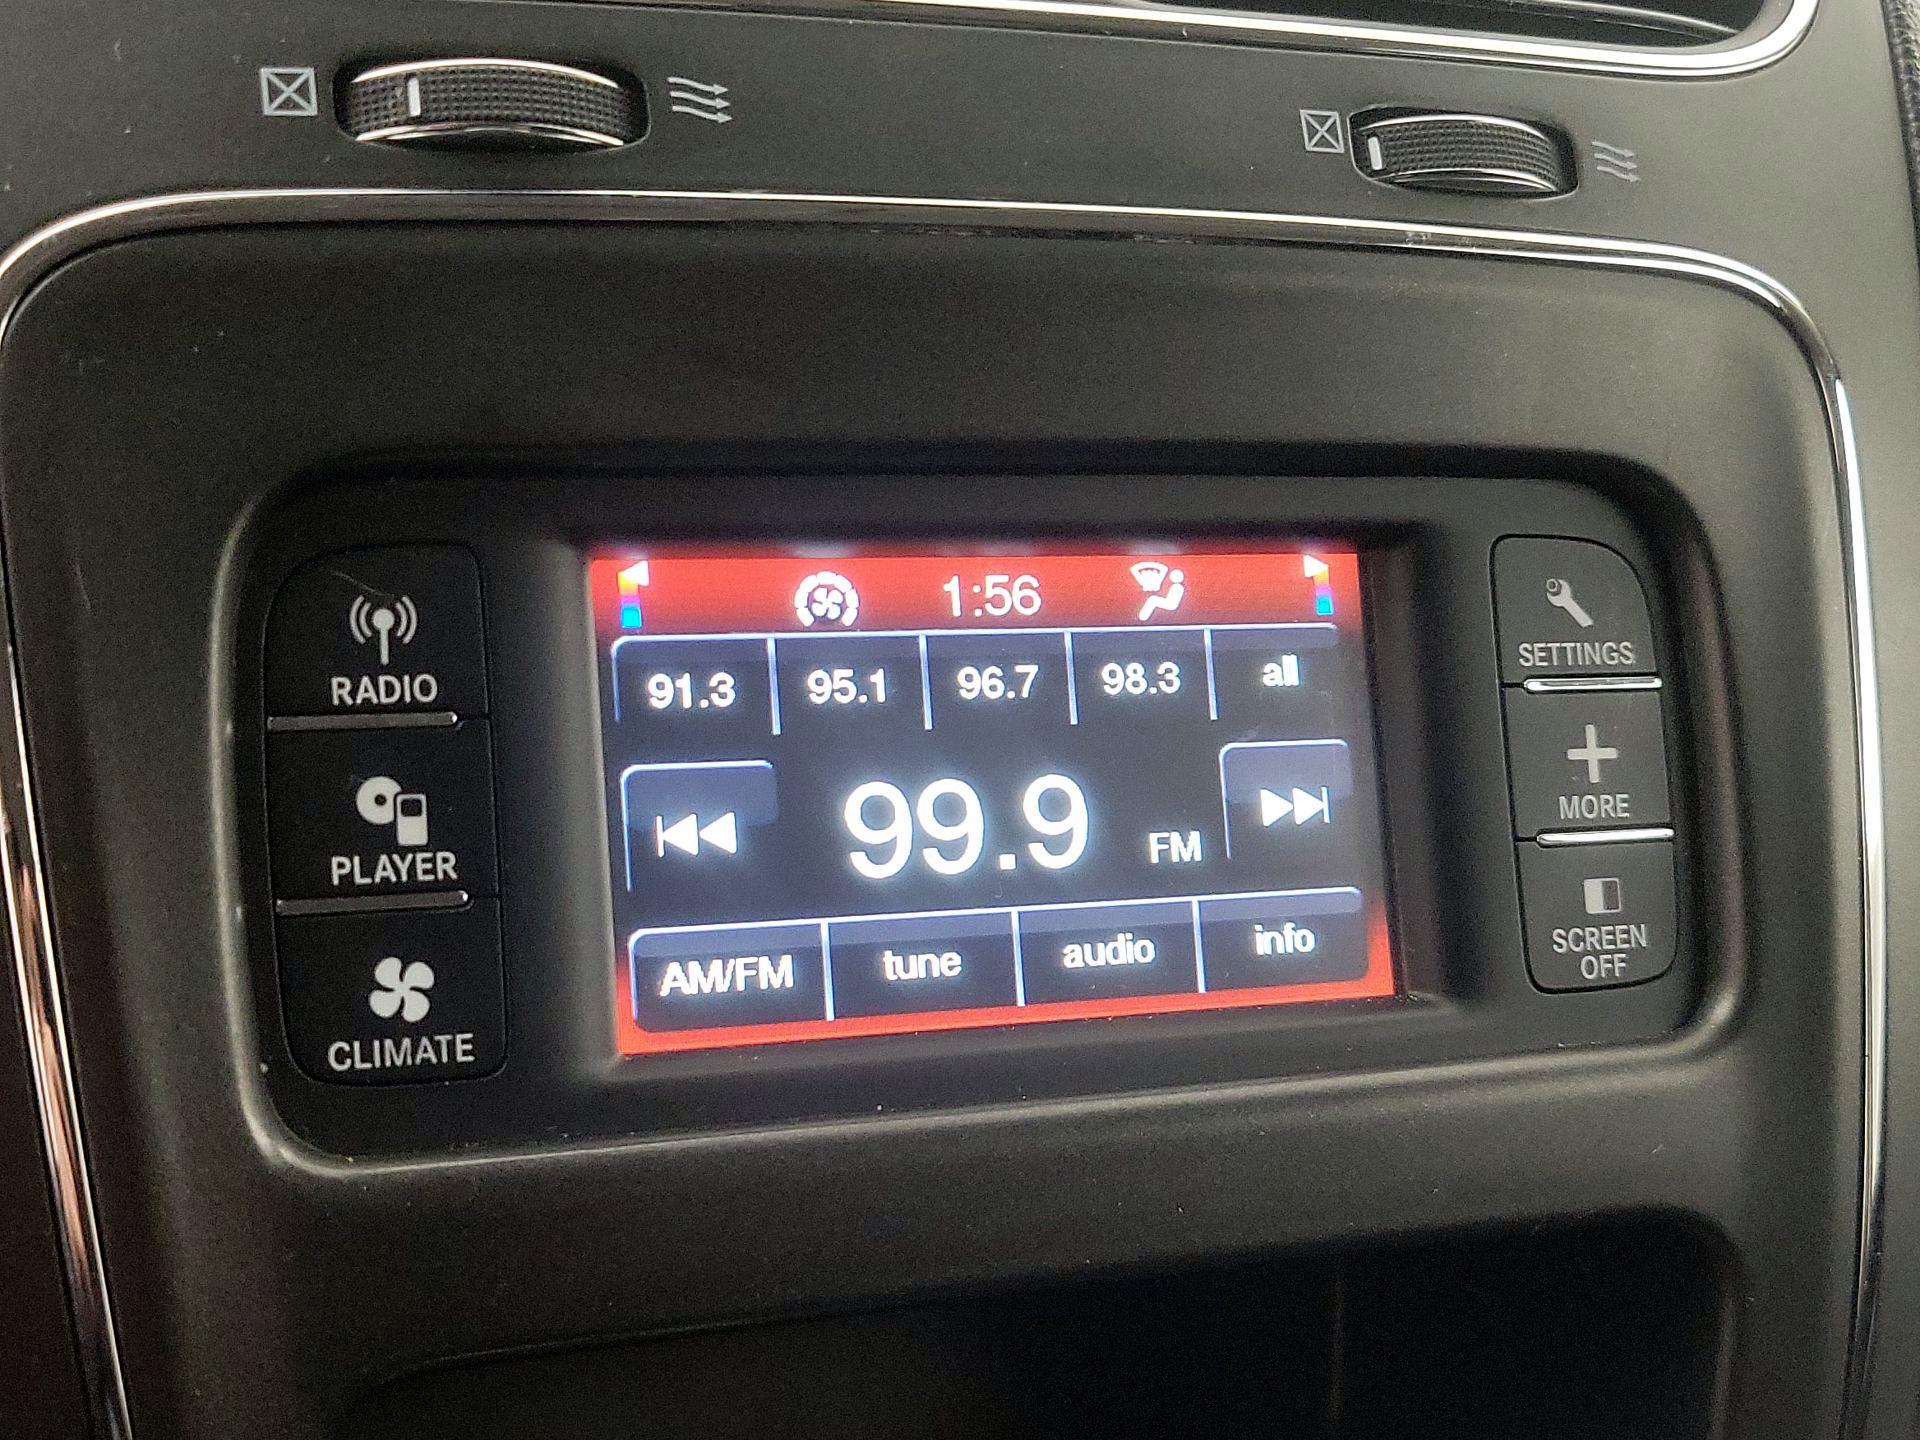 1:56
91.3 95.1 96.7 98.3 all
99.9 FM
AM/FM tune audio info
RADIO
PLAYER
CLIMATE
SETTINGS
MORE
SCREEN
OFF